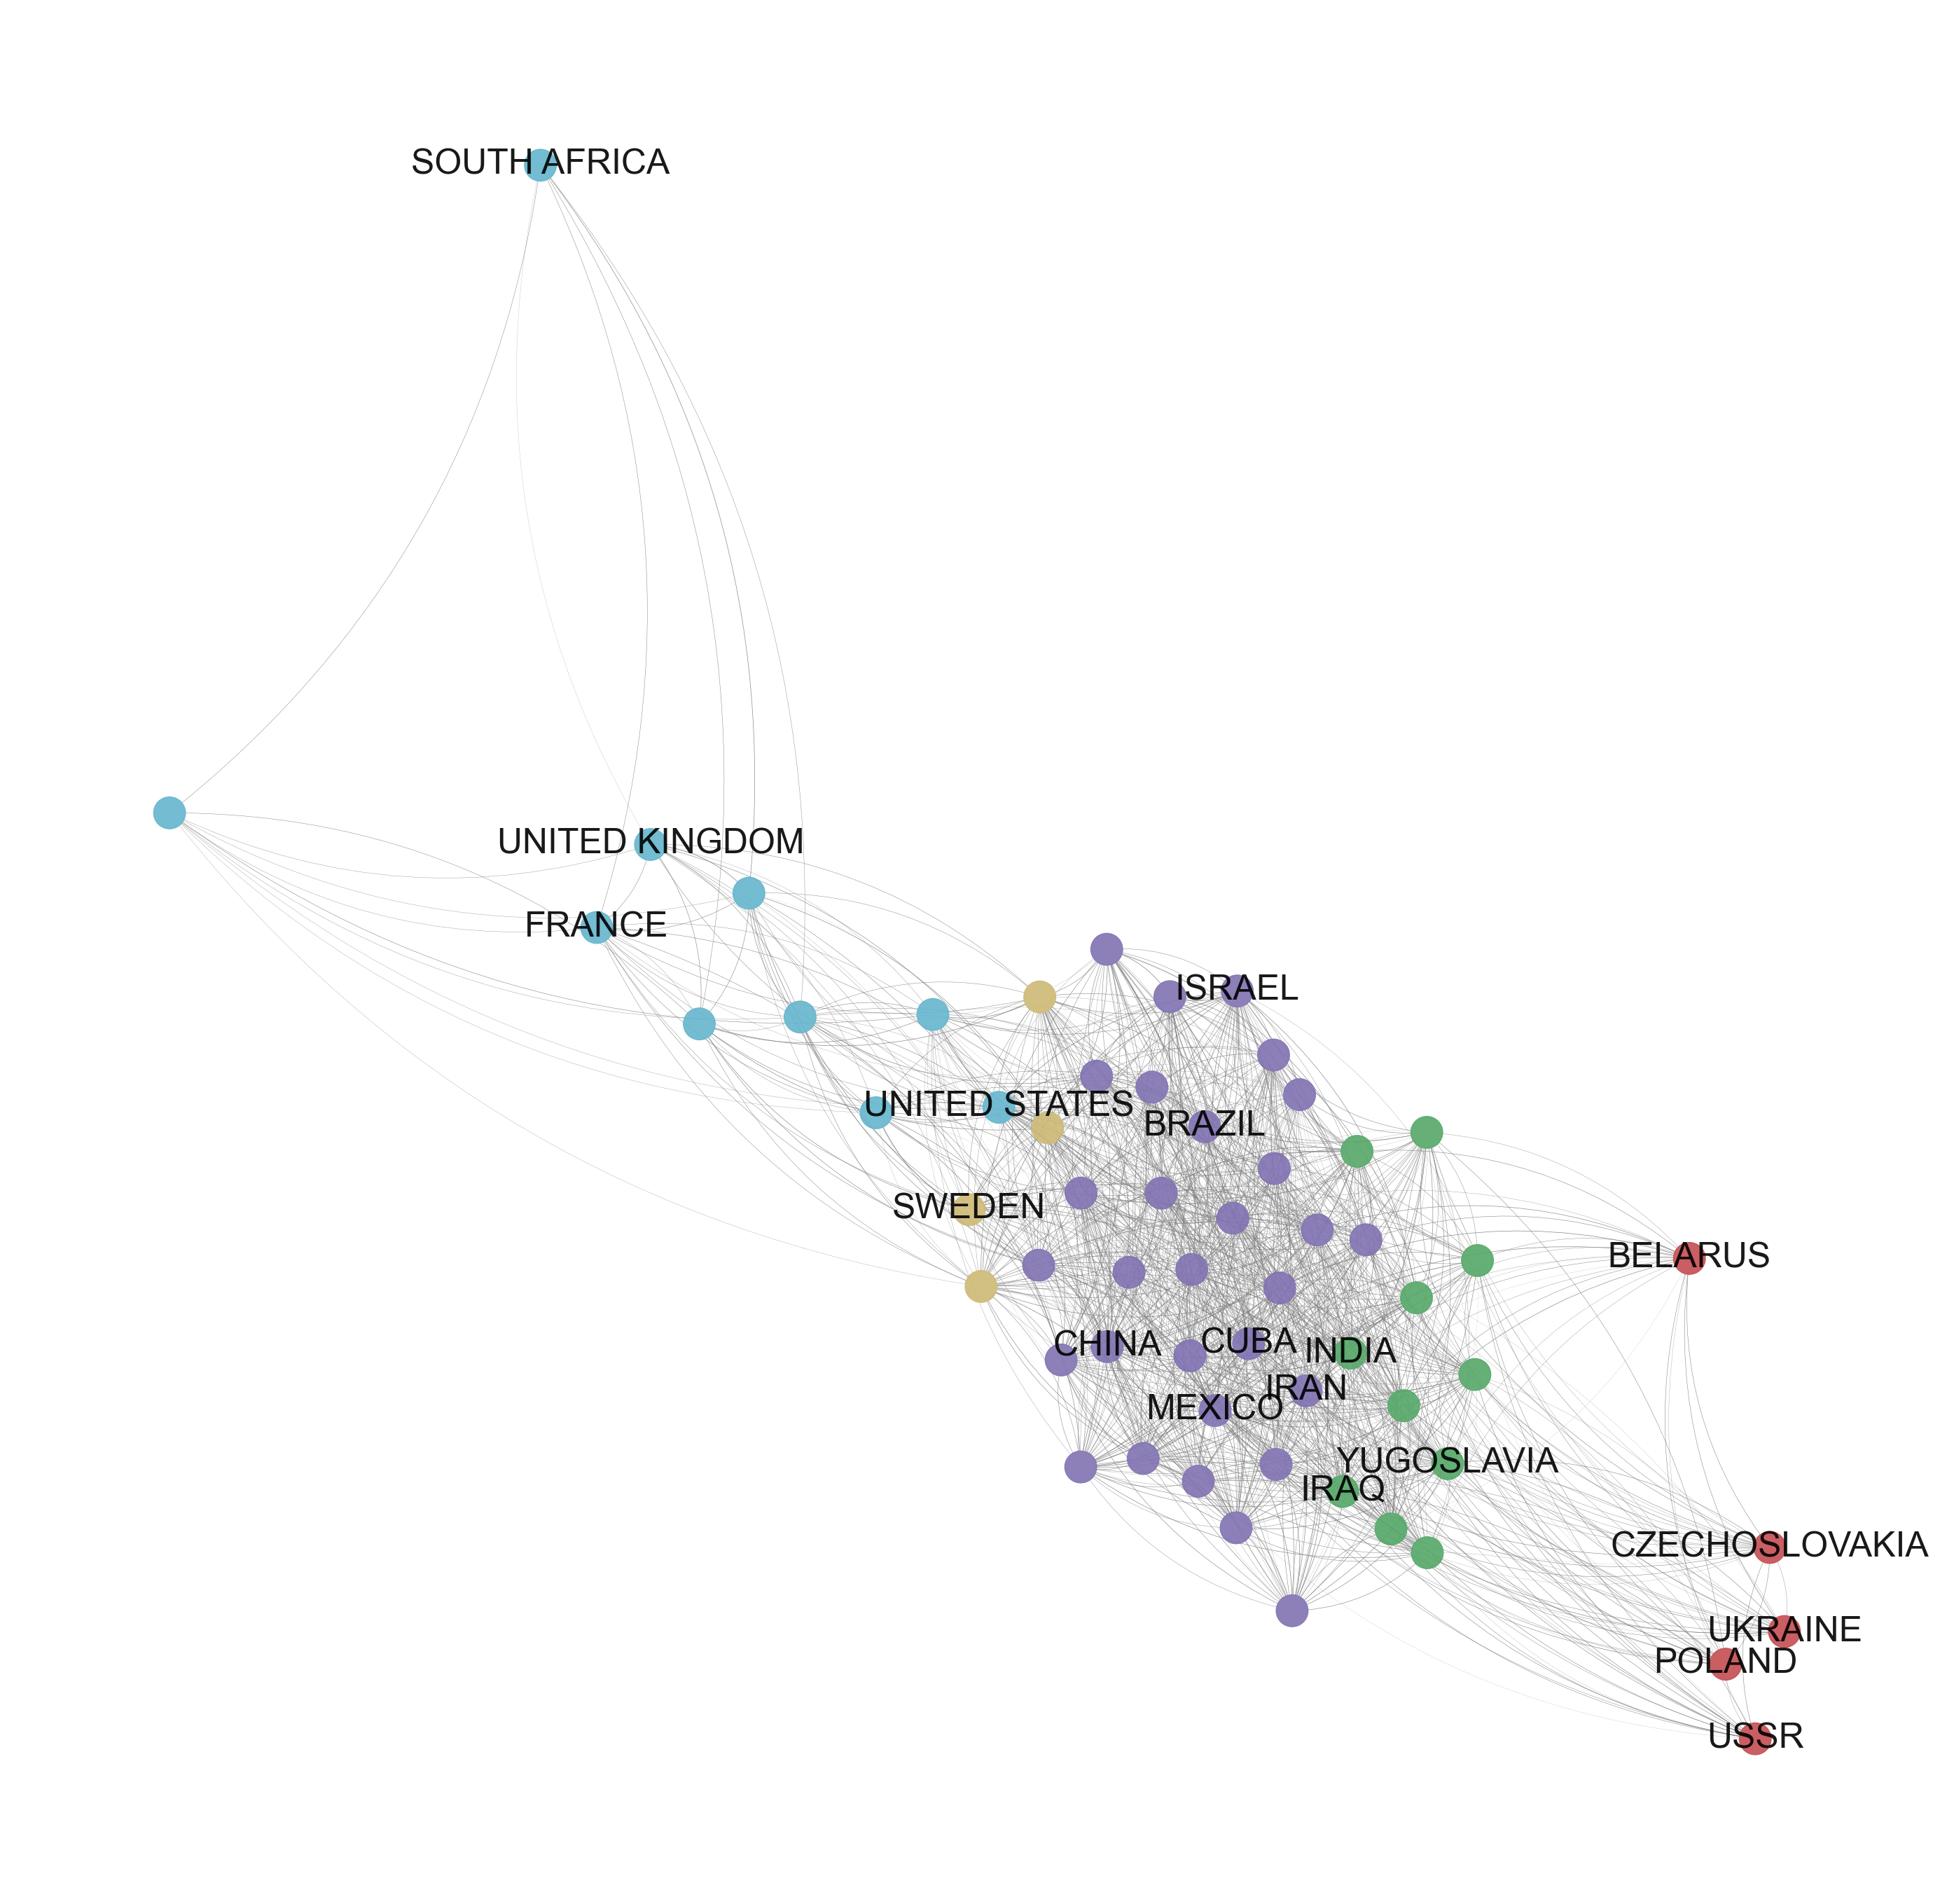 SOUTH AFRICA
UNITED KINGDOM
FRANCE
ISRAEL
UNITED STATES
BRAZIL
SWEDEN
BELARUS
CHINA
CUBA
INDIA
IRAN
MEXICO
YUGOSLAVIA
IRAQ
CZECHOSLOVAKIA
UKRAINE
POLAND
USSR